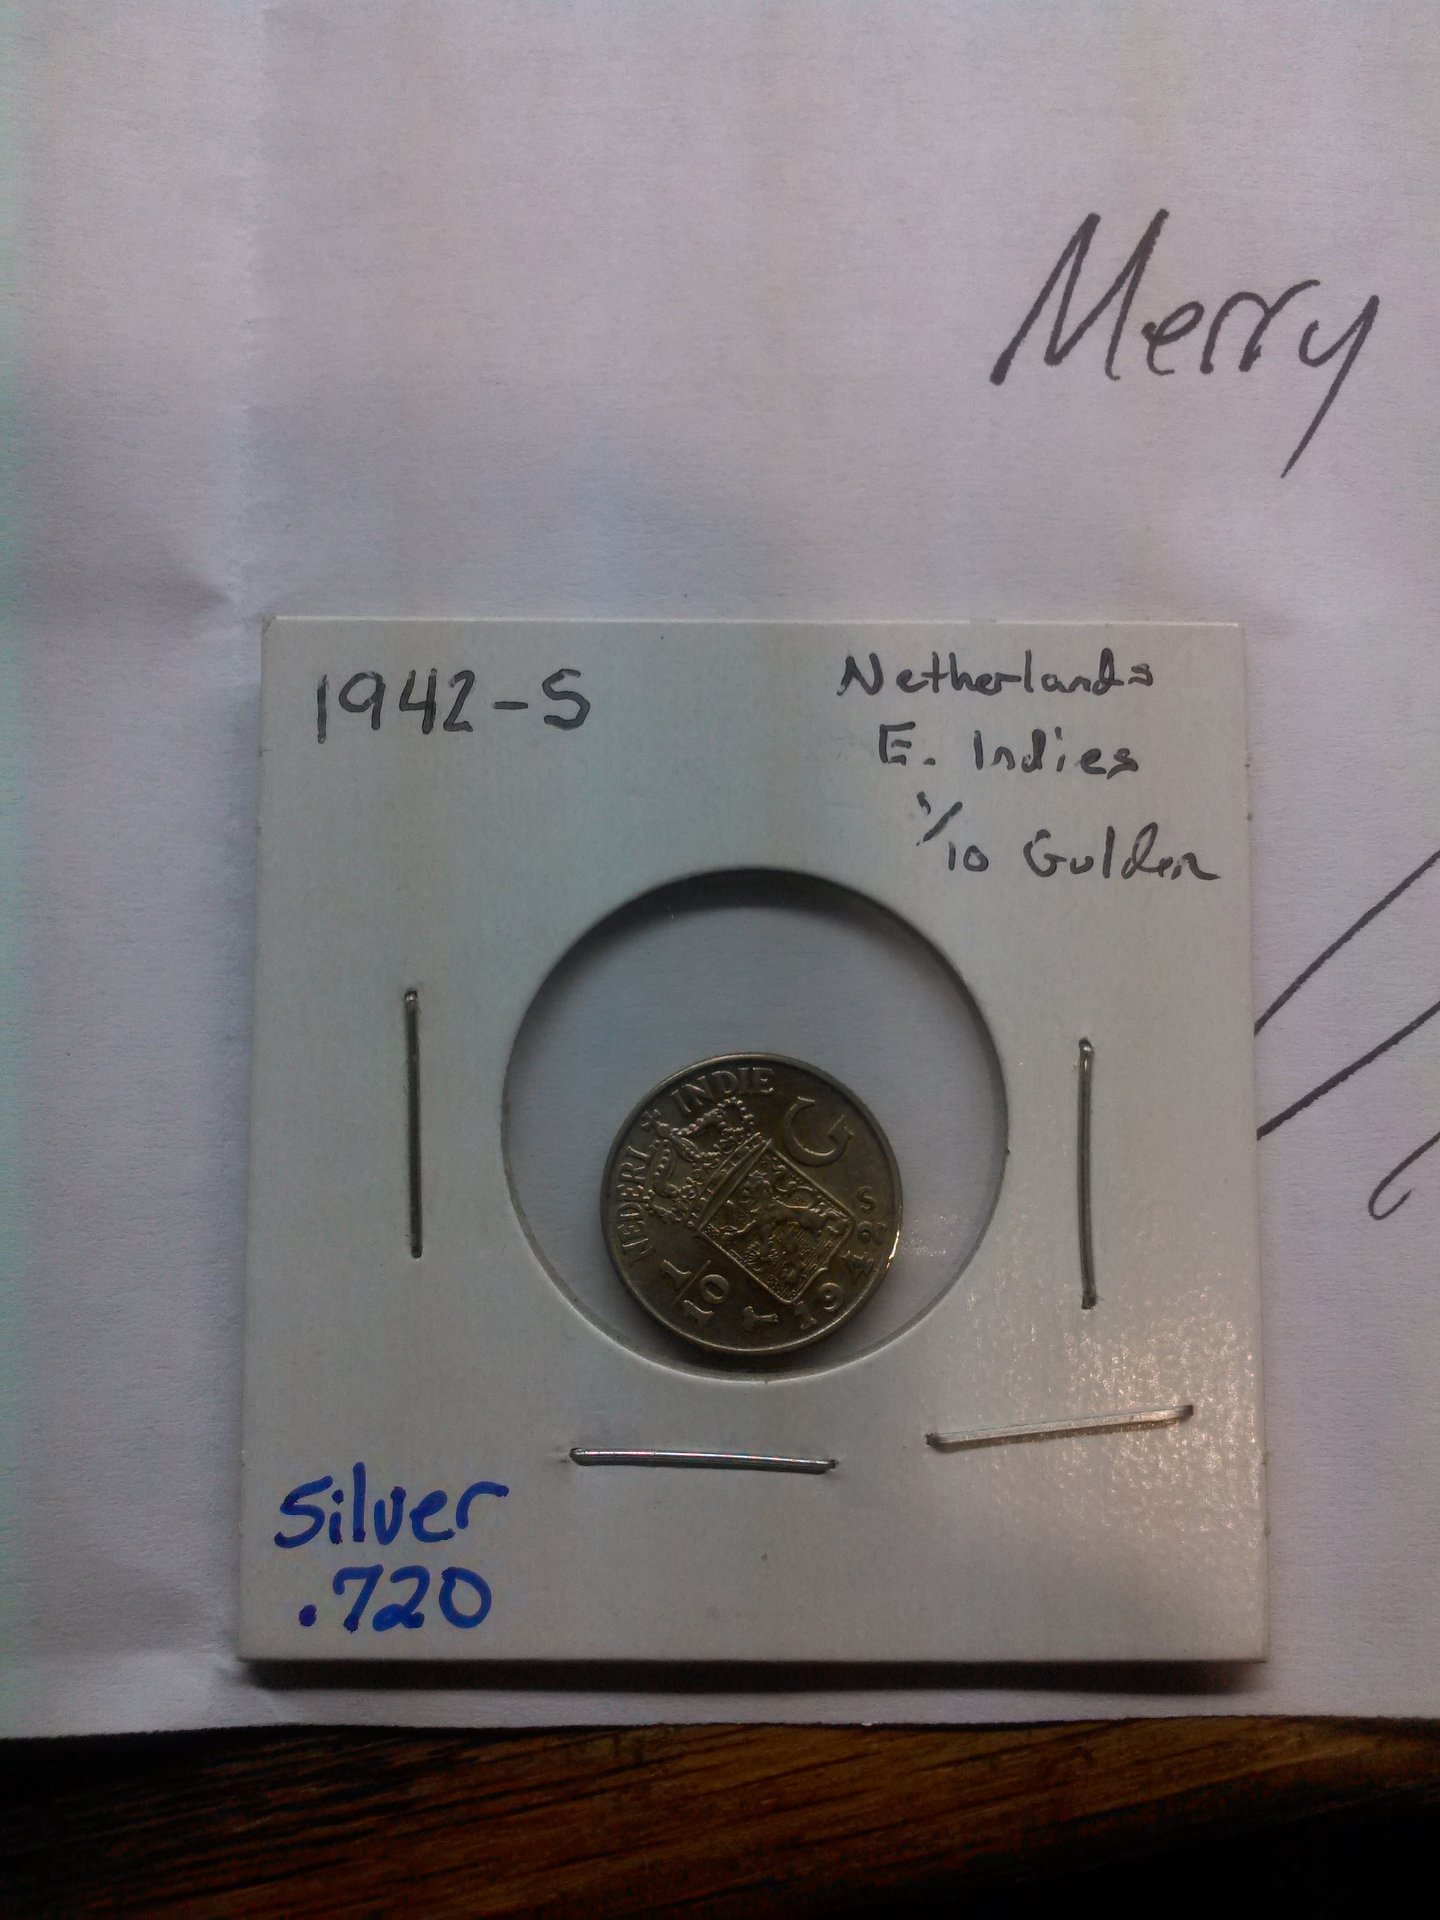 Merry
1942-S
Netherlands
E. Indies
1/10 Gulden
NEDERL INDIE
1/10 G
S
1942
Silver
.720